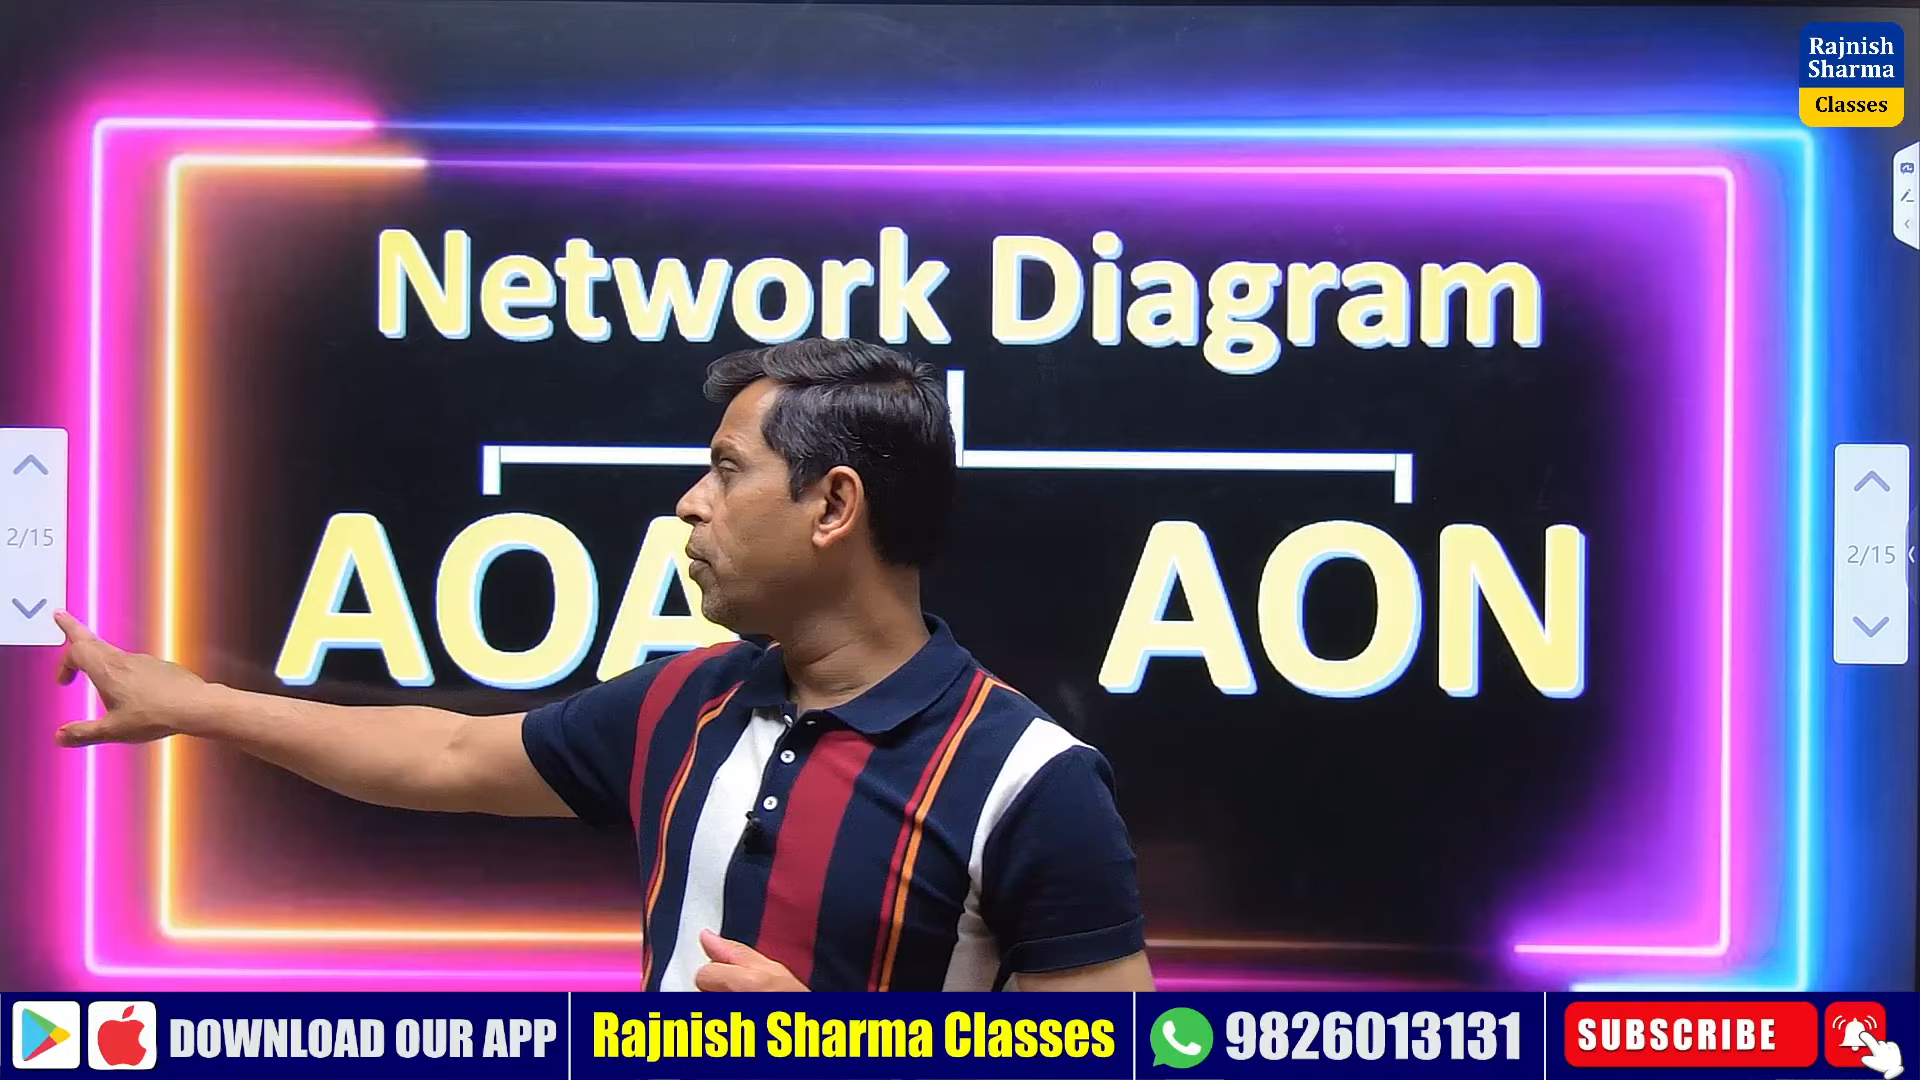 Rajnish
Sharma
Classes
Network Diagram
AOA
AON
2/15
2/15
DOWNLOAD OUR APP
Rajnish Sharma Classes
9826013131
SUBSCRIBE